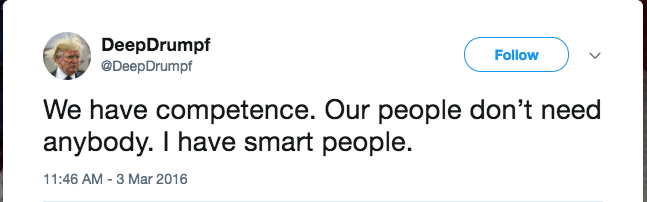 DeepDrumpf
@DeepDrumpf
Follow
We have competence. Our people don’t need
anybody. I have smart people.
11:46 AM - 3 Mar 2016